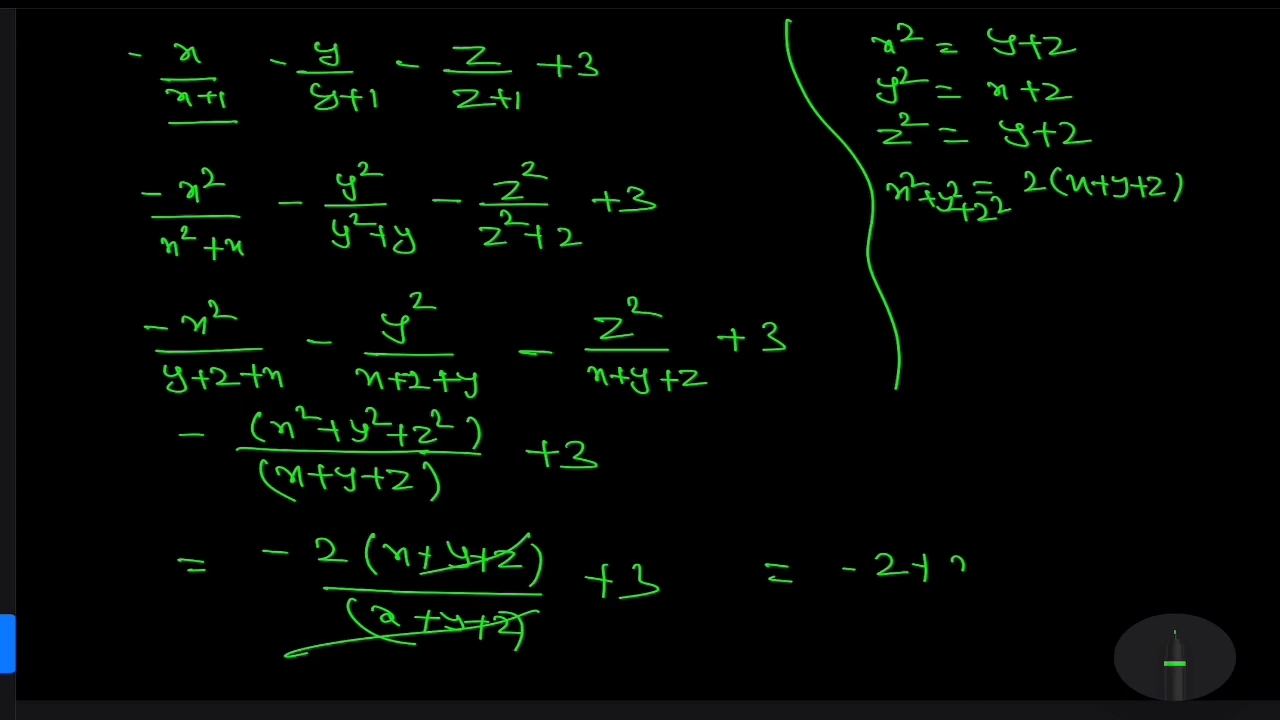 - x/(x+1) - y/(y+1) - z/(z+1) + 3
- x²/(x²+x) - y²/(y²+y) - z²/(z²+z) + 3
- x²/(y+z+x) - y²/(x+z+y) - z²/(x+y+z) + 3
- (x²+y²+z²)/(x+y+z) + 3
= - 2(x+y+z)/(x+y+z) + 3 = - 2 +
x² = y+z
y² = x+z
z² = y+z
x²+y²+z² = 2(x+y+z)